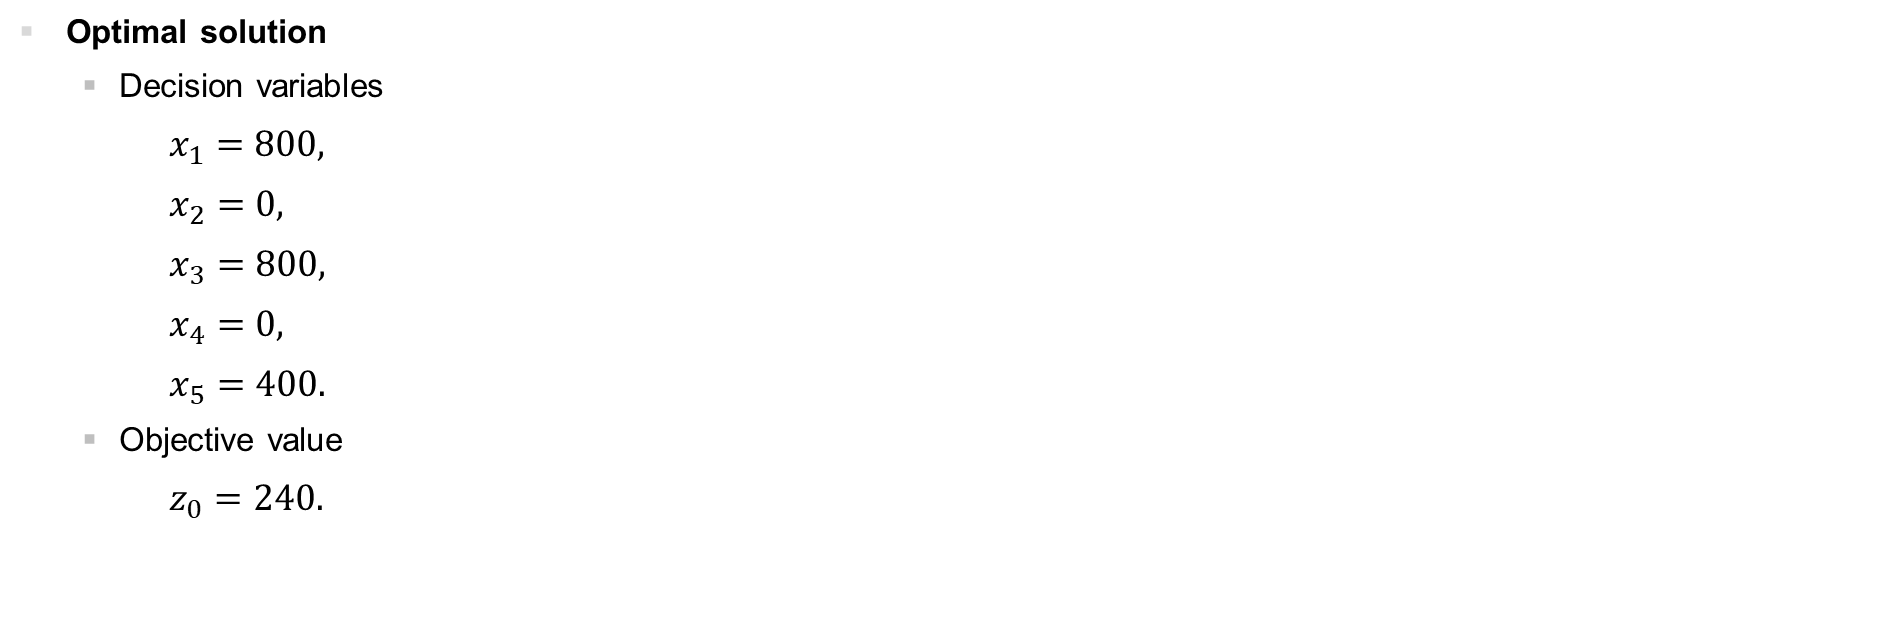 Optimal solution
Decision variables
x₁ = 800,
x₂ = 0,
x₃ = 800,
x₄ = 0,
x₅ = 400.
Objective value
z₀ = 240.